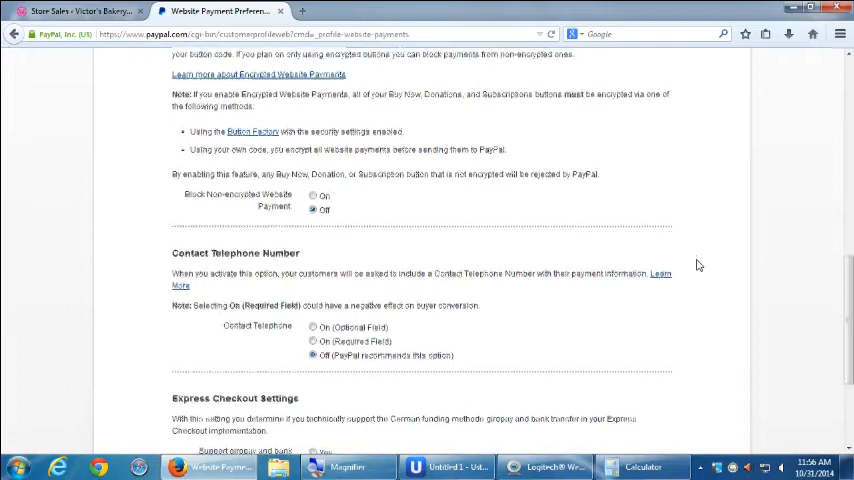 Store Sales - Victor's Bakery...
Website Payment Preferen...
PayPal, Inc. (US)
https://www.paypal.com/cgi-bin/customerprofileweb?cmd=_profile-website-payments
Google
your button code. If you plan on only using encrypted buttons you can block payments from non-encrypted ones.
Learn more about Encrypted Website Payments
Note: If you enable Encrypted Website Payments, all of your Buy Now, Donations, and Subscriptions buttons must be encrypted via one of
the following methods:
Using the Button Factory with the security settings enabled.
Using your own code, you encrypt all website payments before sending them to PayPal.
By enabling this feature, any Buy Now, Donation, or Subscription button that is not encrypted will be rejected by PayPal.
Block Non-encrypted Website
Payment:
On
Off
Contact Telephone Number
When you activate this option, your customers will be asked to include a Contact Telephone Number with their payment information. Learn
More
Note: Selecting On (Required Field) could have a negative effect on buyer conversion.
Contact Telephone
On (Optional Field)
On (Required Field)
Off (PayPal recommends this option)
Express Checkout Settings
With this setting you determine if you technically support the German funding methods giropay and bank transfer in your Express
Checkout implementation.
Support giropay and bank
Yes
Website Payme...
Magnifier
Untitled 1 - Ust...
Logitech® We...
Calculator
11:56 AM
10/31/2014